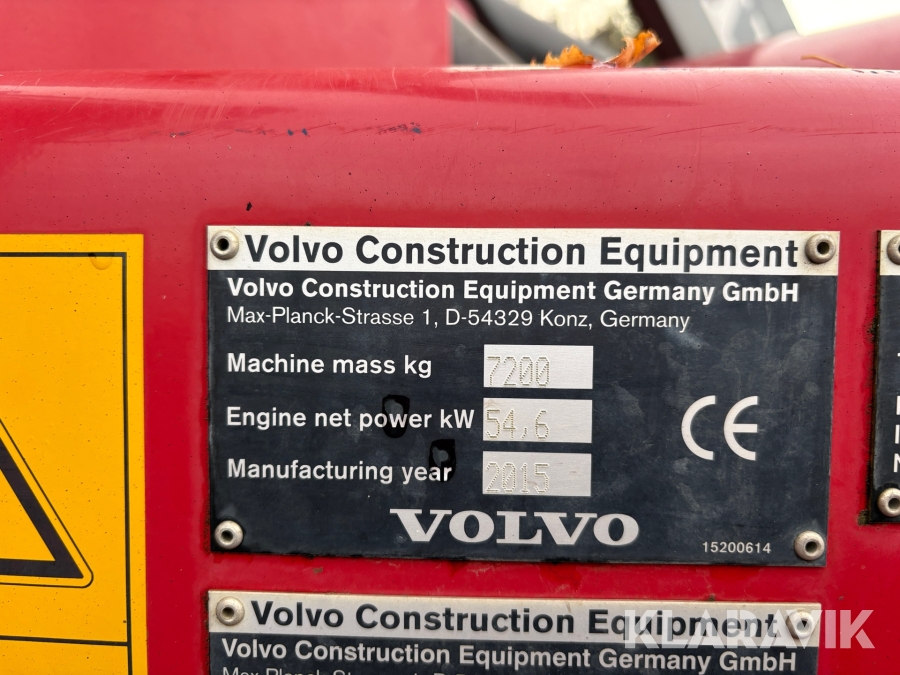 Volvo Construction Equipment
Volvo Construction Equipment Germany GmbH
Max-Planck-Strasse 1, D-54329 Konz, Germany
Machine mass kg 7200
Engine net power kW 54,6
Manufacturing year 2015
CE
VOLVO
15200614
Volvo Construction Equipment
Volvo Construction Equipment Germany GmbH
KLARAVIK